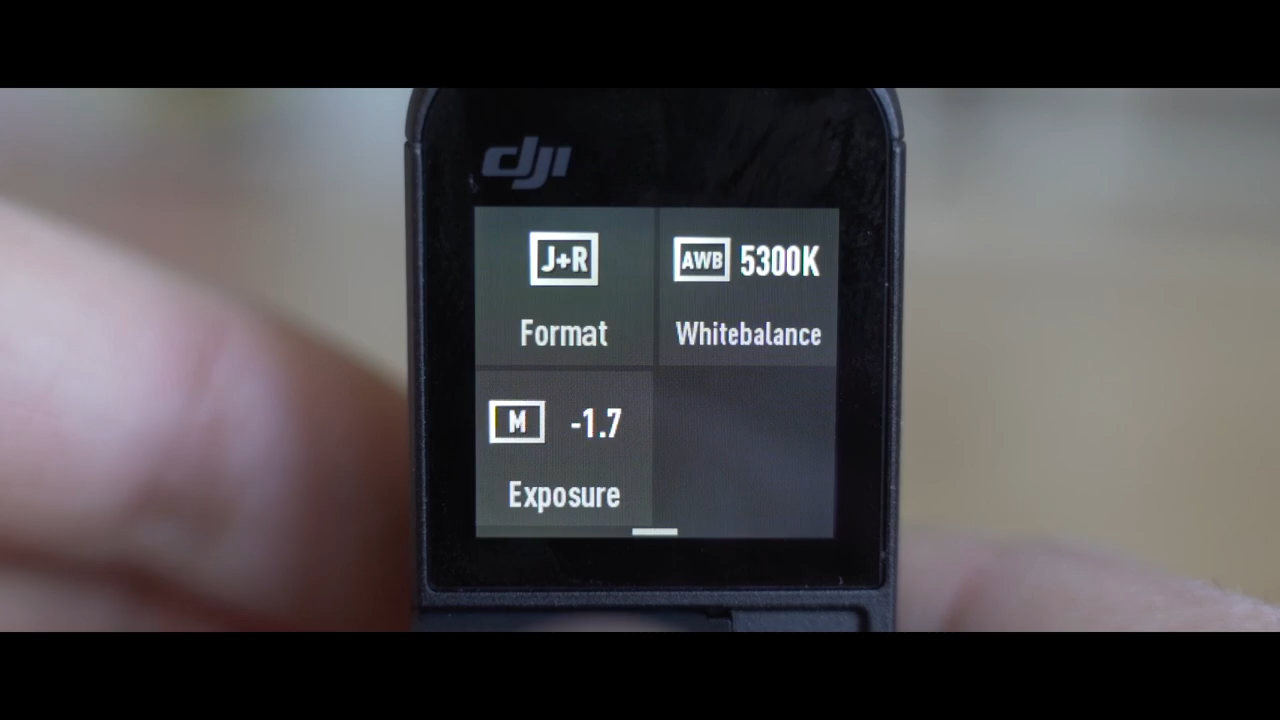 dji
J+R
AWB 5300K
Format
Whitebalance
M -1.7
Exposure